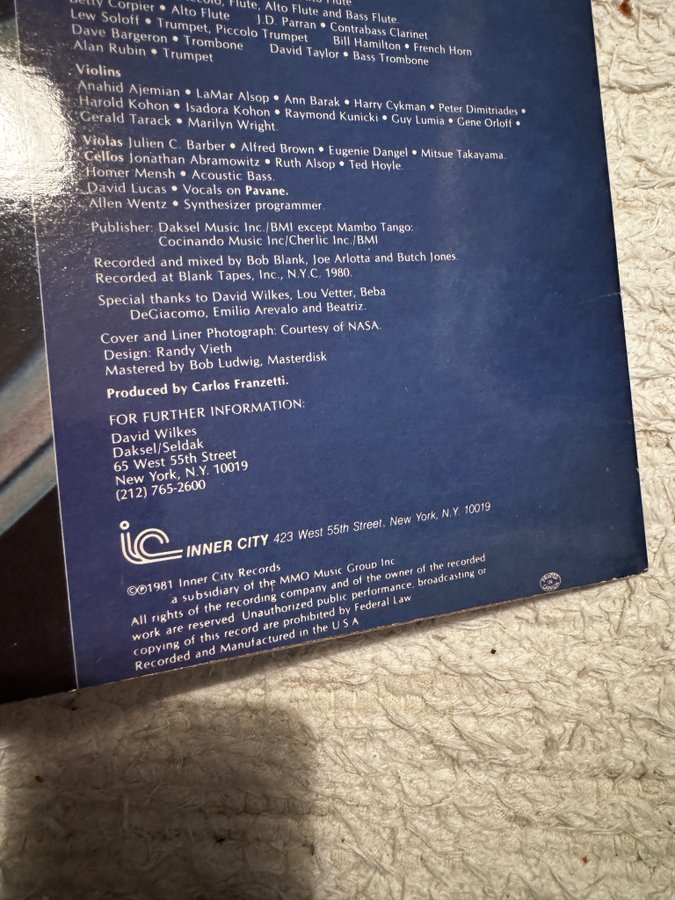 Flute, Alto Flute and Bass Flute.
Betty Corpier • Alto Flute J.D. Parran • Contrabass Clarinet
Lew Soloff • Trumpet, Piccolo Trumpet Bill Hamilton • French Horn
Dave Bargeron • Trombone David Taylor • Bass Trombone
Alan Rubin • Trumpet
Violins
Anahid Ajemian • LaMar Alsop • Ann Barak • Harry Cykman • Peter Dimitriades •
Harold Kohon • Isadora Kohon • Raymond Kunicki • Guy Lumia • Gene Orloff •
Gerald Tarack • Marilyn Wright.
Violas Julien C. Barber • Alfred Brown • Eugenie Dangel • Mitsue Takayama.
Cellos Jonathan Abramowitz • Ruth Alsop • Ted Hoyle.
Homer Mensh • Acoustic Bass.
David Lucas • Vocals on Pavane.
Allen Wentz • Synthesizer programmer.
Publisher: Daksel Music Inc./BMI except Mambo Tango:
Cocinando Music Inc/Cherlic Inc./BMI
Recorded and mixed by Bob Blank, Joe Arlotta and Butch Jones.
Recorded at Blank Tapes, Inc., N.Y.C. 1980.
Special thanks to David Wilkes, Lou Vetter, Beba
DeGiacomo, Emilio Arevalo and Beatriz.
Cover and Liner Photograph: Courtesy of NASA.
Design: Randy Vieth
Mastered by Bob Ludwig, Masterdisk
Produced by Carlos Franzetti.
FOR FURTHER INFORMATION:
David Wilkes
Daksel/Seldak
65 West 55th Street
New York, N.Y. 10019
(212) 765-2600
ic INNER CITY 423 West 55th Street, New York, N.Y. 10019
©℗1981 Inner City Records
a subsidiary of the MMO Music Group Inc
All rights of the recording company and of the owner of the recorded
work are reserved Unauthorized public performance, broadcasting or
copying of this record are prohibited by Federal Law
Recorded and Manufactured in the U S A